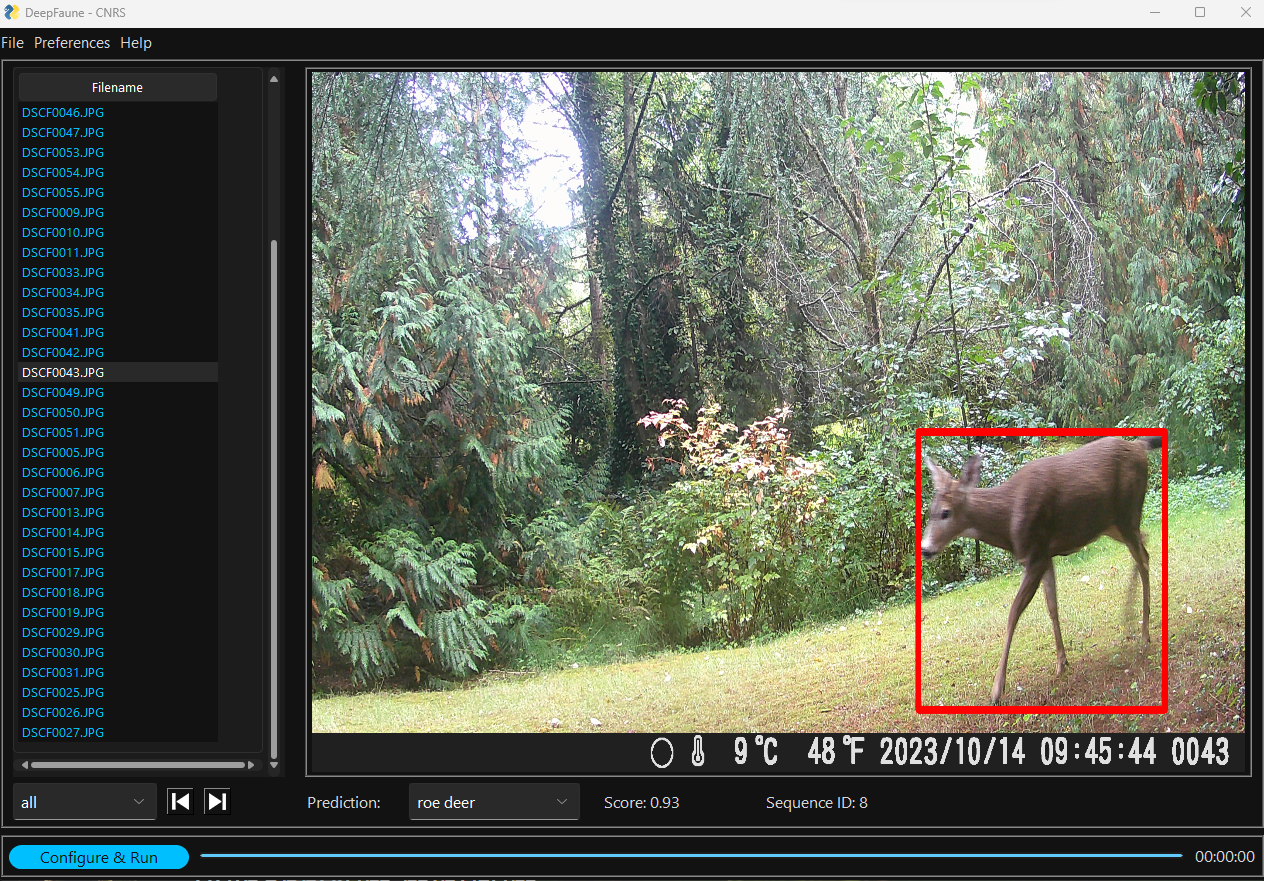 DeepFaune - CNRS
File Preferences Help
Filename
DSCF0046.JPG
DSCF0047.JPG
DSCF0053.JPG
DSCF0054.JPG
DSCF0055.JPG
DSCF0009.JPG
DSCF0010.JPG
DSCF0011.JPG
DSCF0033.JPG
DSCF0034.JPG
DSCF0035.JPG
DSCF0041.JPG
DSCF0042.JPG
DSCF0043.JPG
DSCF0049.JPG
DSCF0050.JPG
DSCF0051.JPG
DSCF0005.JPG
DSCF0006.JPG
DSCF0007.JPG
DSCF0013.JPG
DSCF0014.JPG
DSCF0015.JPG
DSCF0017.JPG
DSCF0018.JPG
DSCF0019.JPG
DSCF0029.JPG
DSCF0030.JPG
DSCF0031.JPG
DSCF0025.JPG
DSCF0026.JPG
DSCF0027.JPG
9°C 48°F 2023/10/14 09:45:44 0043
all
Prediction: roe deer Score: 0.93 Sequence ID: 8
Configure & Run 00:00:00